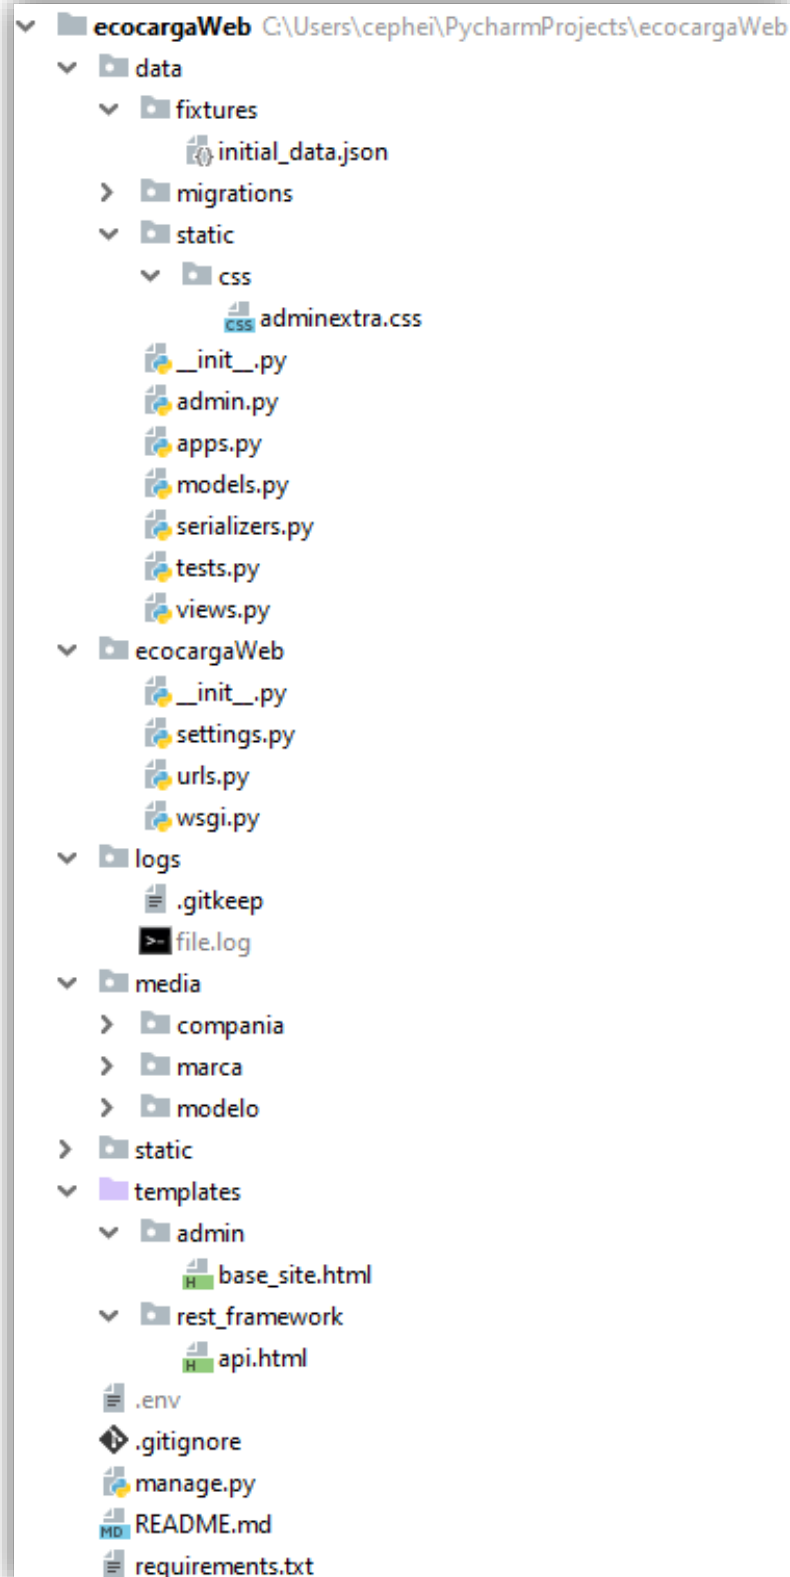 ecocargaWeb C:\Users\cephei\PycharmProjects\ecocargaWeb
data
fixtures
initial_data.json
migrations
static
css
adminextra.css
__init__.py
admin.py
apps.py
models.py
serializers.py
tests.py
views.py
ecocargaWeb
__init__.py
settings.py
urls.py
wsgi.py
logs
.gitkeep
file.log
media
compania
marca
modelo
static
templates
admin
base_site.html
rest_framework
api.html
.env
.gitignore
manage.py
README.md
requirements.txt